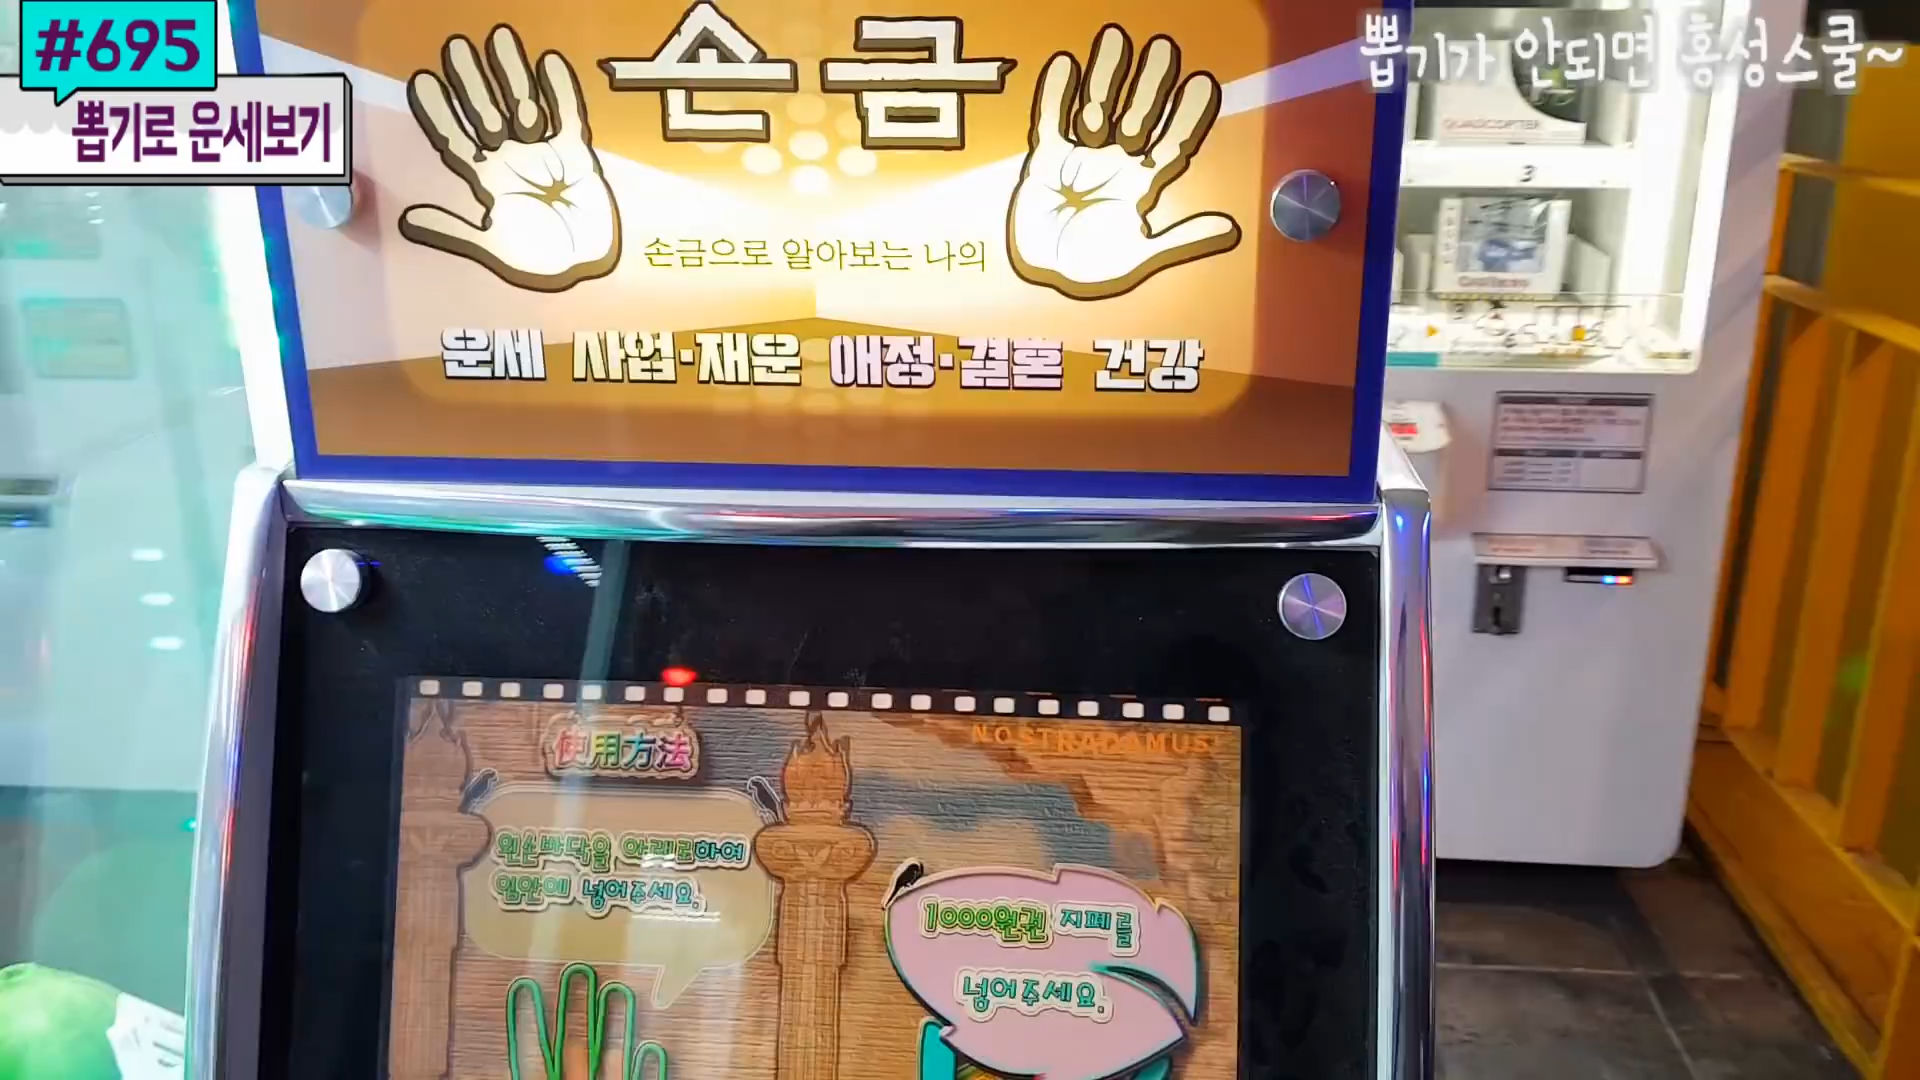 #695
뽑기로 운세보기
뽑기가 안되면 홍성스쿨~
손금
손금으로 알아보는 나의
운세 사업·재운 애정·결혼 건강
QUADCOPTER
3
NOSTRADAMUS
使用方法
왼손바닥을 아래로하여
입안에 넣어주세요.
1000원권 지폐를
넣어주세요.